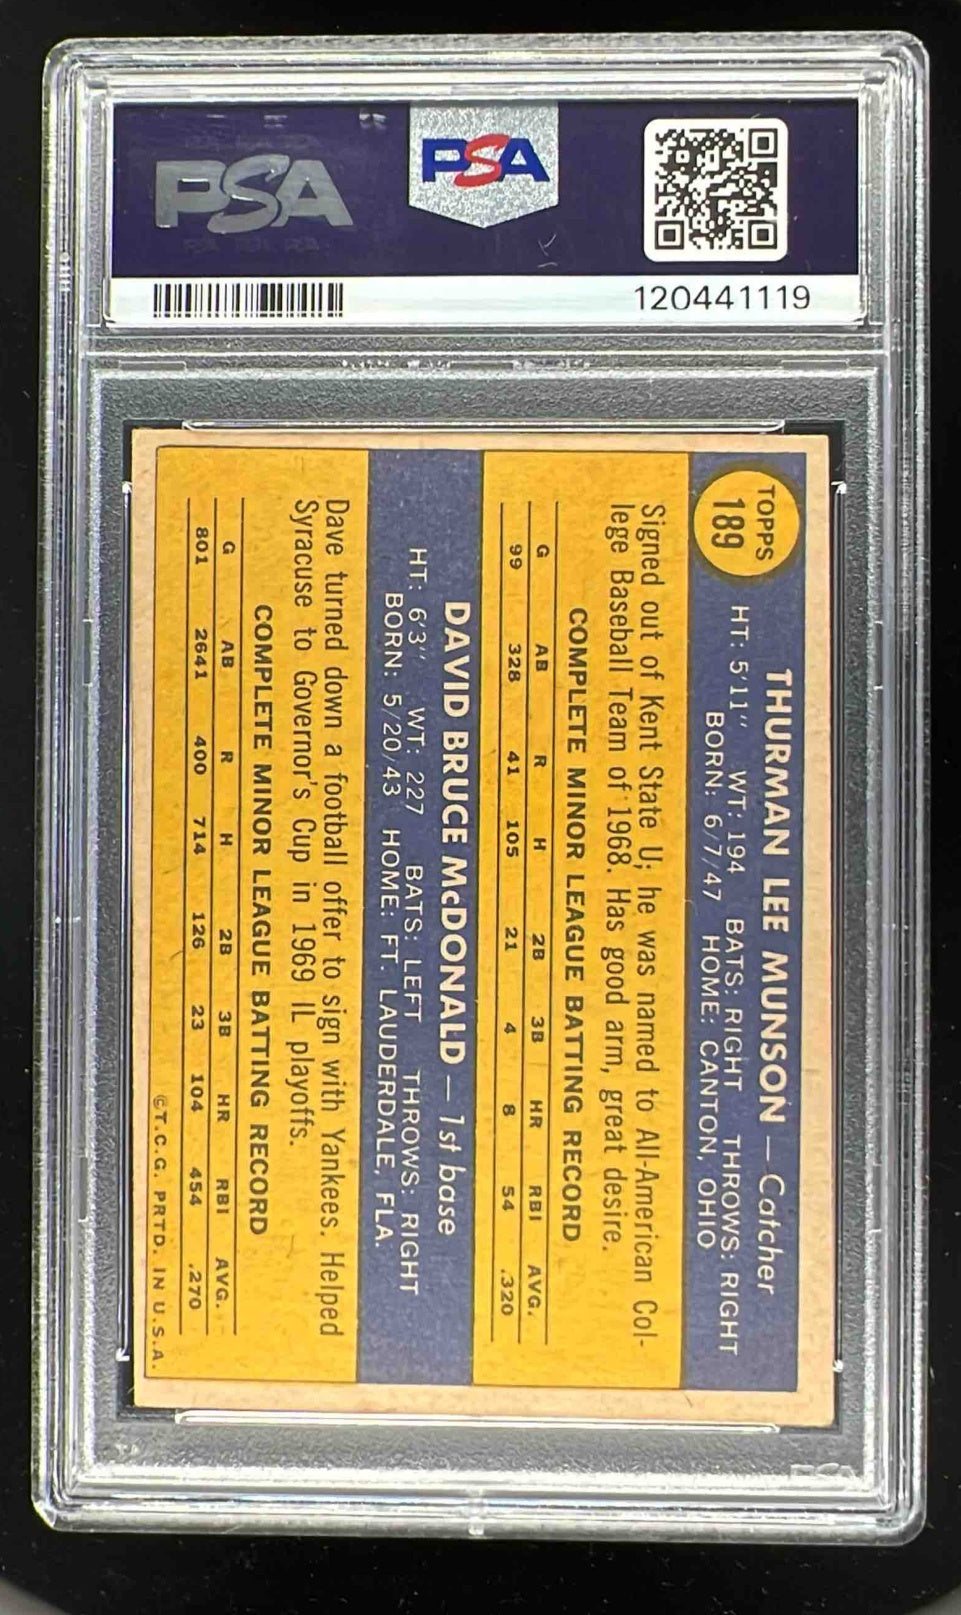 PSA
PSA
120441119
TOPPS
189
THURMAN LEE MUNSON — Catcher
HT: 5'11" WT: 194 BATS: RIGHT THROWS: RIGHT
BORN: 6/7/47 HOME: CANTON, OHIO
Signed out of Kent State U; he was named to All-American Col-
lege Baseball Team of 1968. Has good arm, great desire.
COMPLETE MINOR LEAGUE BATTING RECORD
G AB R H 2B 3B HR RBI AVG.
99 328 41 105 21 4 8 54 .320
DAVID BRUCE McDONALD — 1st base
HT: 6'3" WT: 227 BATS: LEFT THROWS: RIGHT
BORN: 5/20/43 HOME: FT. LAUDERDALE, FLA.
Dave turned down a football offer to sign with Yankees. Helped
Syracuse to Governor's Cup in 1969 IL playoffs.
COMPLETE MINOR LEAGUE BATTING RECORD
G AB R H 2B 3B HR RBI AVG.
801 2641 400 714 126 23 104 454 .270
©T.C.G. PRTD. IN U.S.A.
PSA